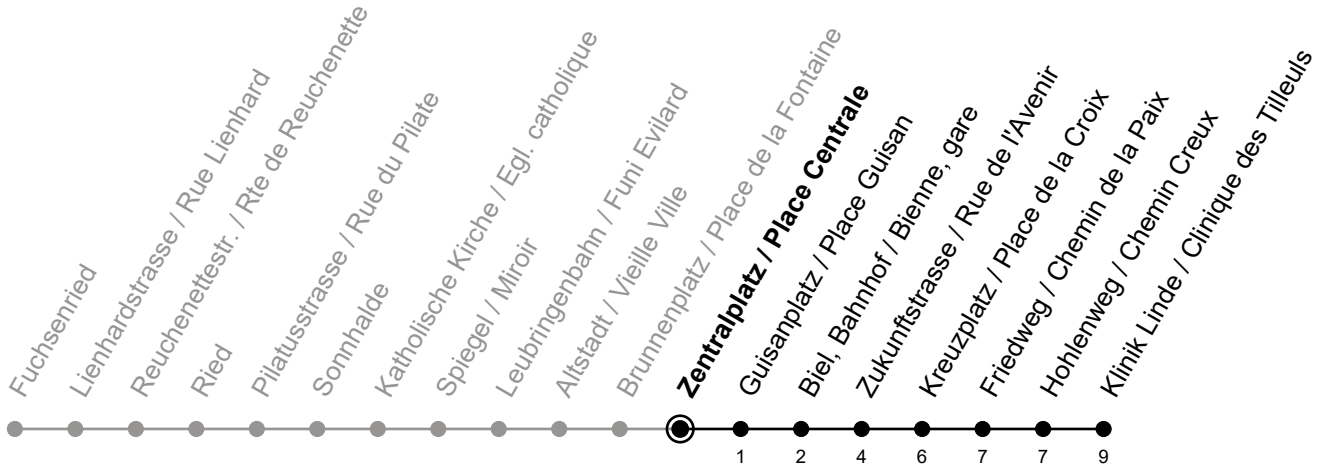 Fuchsenried
Lienhardstrasse / Rue Lienhard
Reuchenettestr. / Rte de Reuchenette
Ried
Pilatusstrasse / Rue du Pilate
Sonnhalde
Katholische Kirche / Egl. catholique
Spiegel / Miroir
Leubringenbahn / Funi Evilard
Altstadt / Vieille Ville
Brunnenplatz / Place de la Fontaine
Zentralplatz / Place Centrale
Guisanplatz / Place Guisan
Biel, Bahnhof / Bienne, gare
Zukunftstrasse / Rue de l'Avenir
Kreuzplatz / Place de la Croix
Friedweg / Chemin de la Paix
Hohlenweg / Chemin Creux
Klinik Linde / Clinique des Tilleuls
1 2 4 6 7 7 9